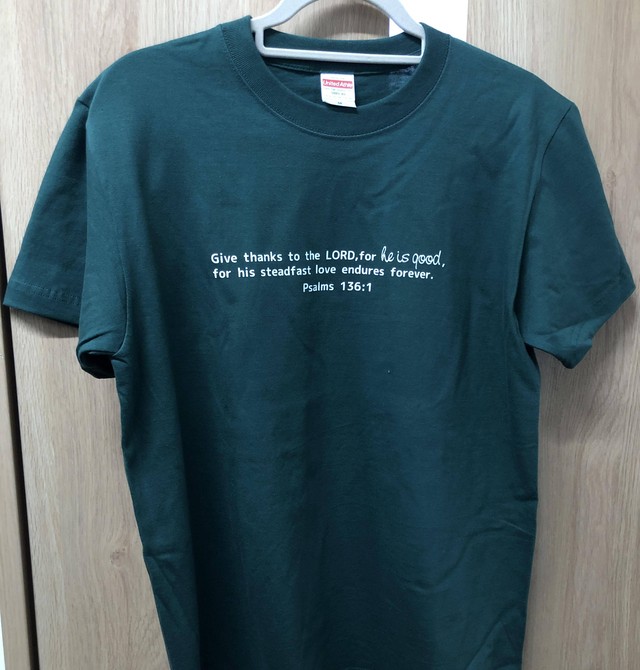 United Athle
Give thanks to the LORD,for he is good,
for his steadfast love endures forever.
Psalms 136:1